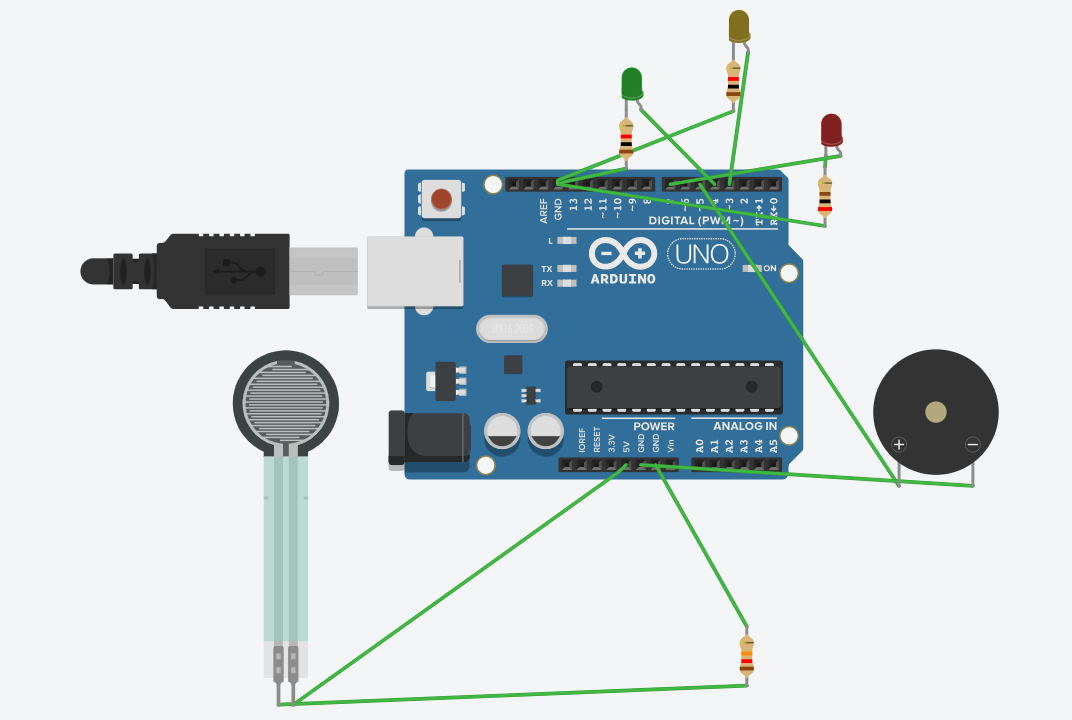 AREF
GND
13
12
~11
~10
~9
8
7
~6
~5
4
~3
2
TX→1
RX←0
DIGITAL (PWM~)
L
TX
RX
UNO
ON
ARDUINO
POWER
ANALOG IN
IOREF
RESET
3.3V
5V
GND
GND
Vin
A0
A1
A2
A3
A4
A5